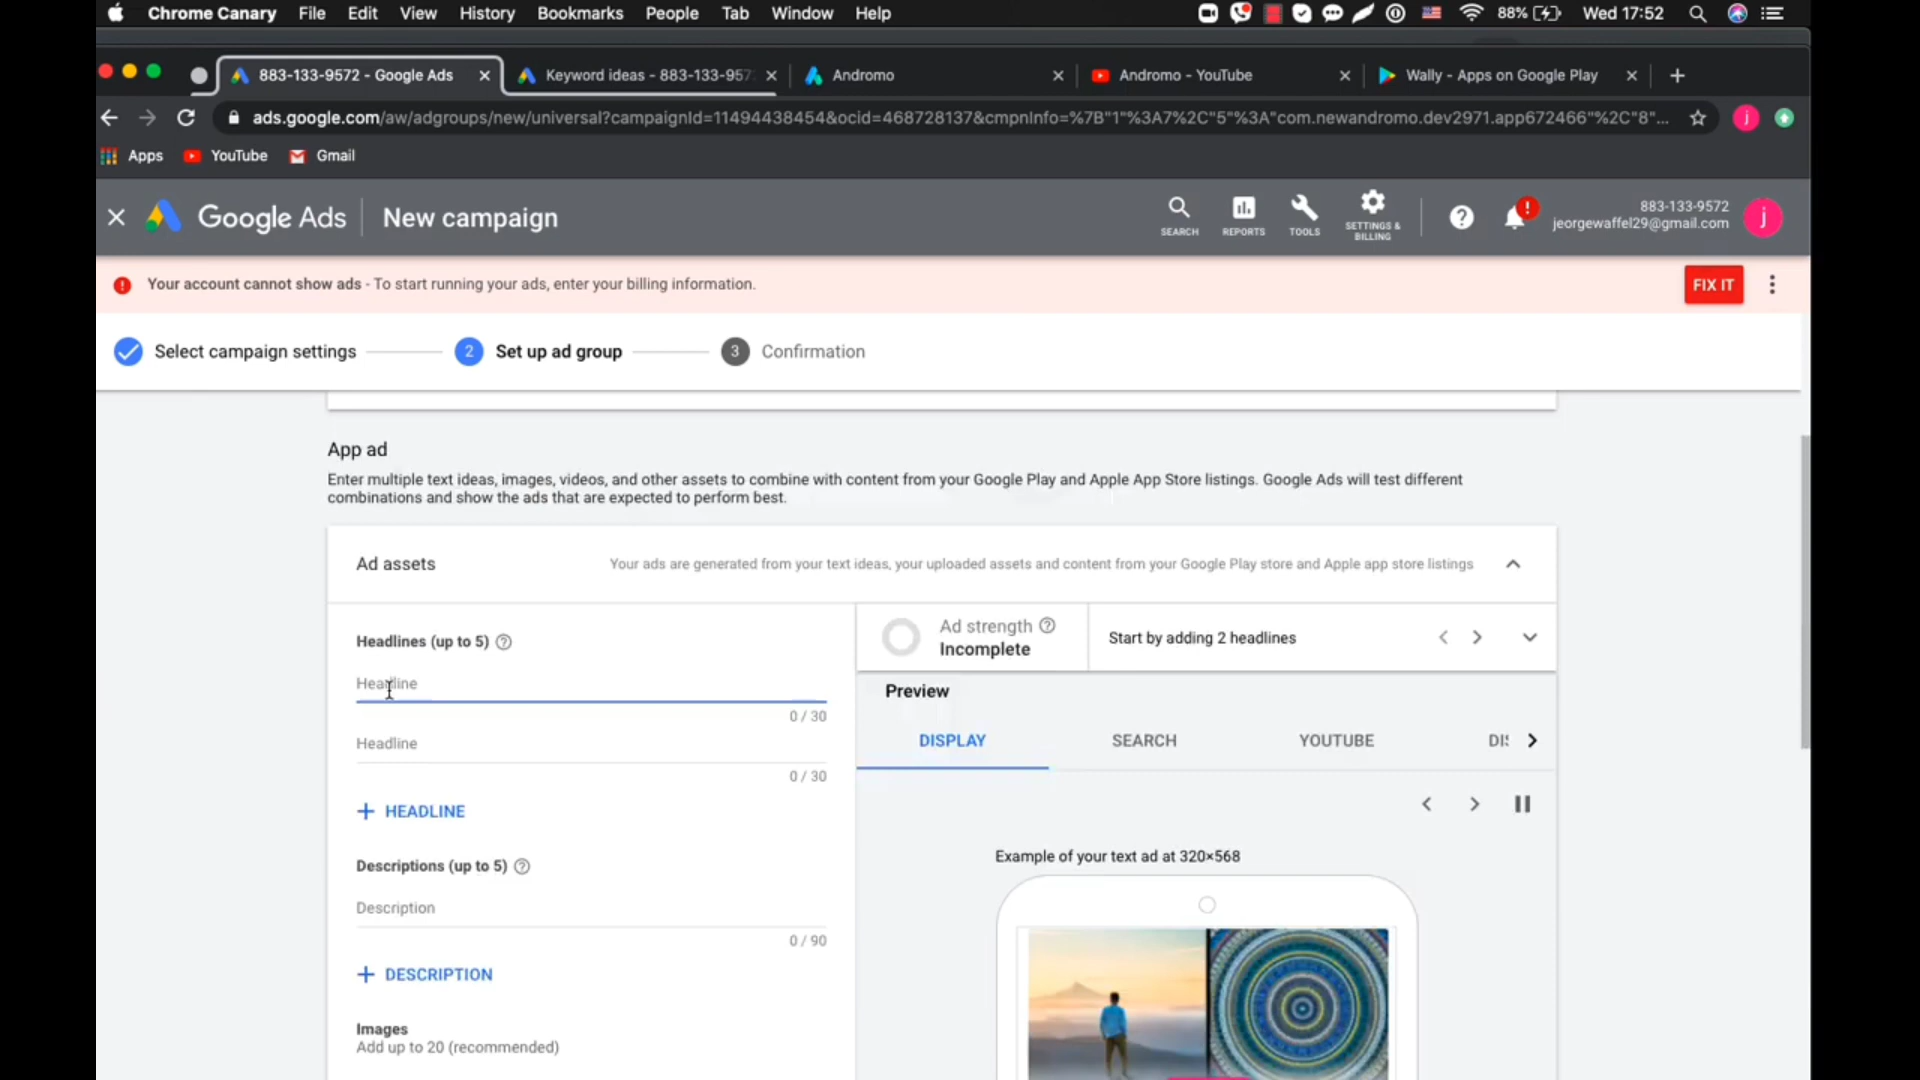 Chrome Canary File Edit View History Bookmarks People Tab Window Help 88% Wed 17:52
883-133-9572 - Google Ads Keyword ideas - 883-133-957 Andromo Andromo - YouTube Wally - Apps on Google Play
ads.google.com/aw/adgroups/new/universal?campaignId=11494438454&ocid=468728137&cmpnInfo=%7B"1"%3A7%2C"5"%3A"com.newandromo.dev2971.app672466"%2C"8"... j
Apps YouTube Gmail
Google Ads New campaign
SEARCH REPORTS TOOLS SETTINGS & BILLING
883-133-9572
jeorgewaffel29@gmail.com
j
Your account cannot show ads - To start running your ads, enter your billing information. FIX IT
Select campaign settings 2 Set up ad group 3 Confirmation
App ad
Enter multiple text ideas, images, videos, and other assets to combine with content from your Google Play and Apple App Store listings. Google Ads will test different
combinations and show the ads that are expected to perform best.
Ad assets Your ads are generated from your text ideas, your uploaded assets and content from your Google Play store and Apple app store listings
Headlines (up to 5)
Headline
0 / 30
Headline
0 / 30
+ HEADLINE
Descriptions (up to 5)
Description
0 / 90
+ DESCRIPTION
Images
Add up to 20 (recommended)
Ad strength
Incomplete
Start by adding 2 headlines
Preview
DISPLAY SEARCH YOUTUBE DI
Example of your text ad at 320×568